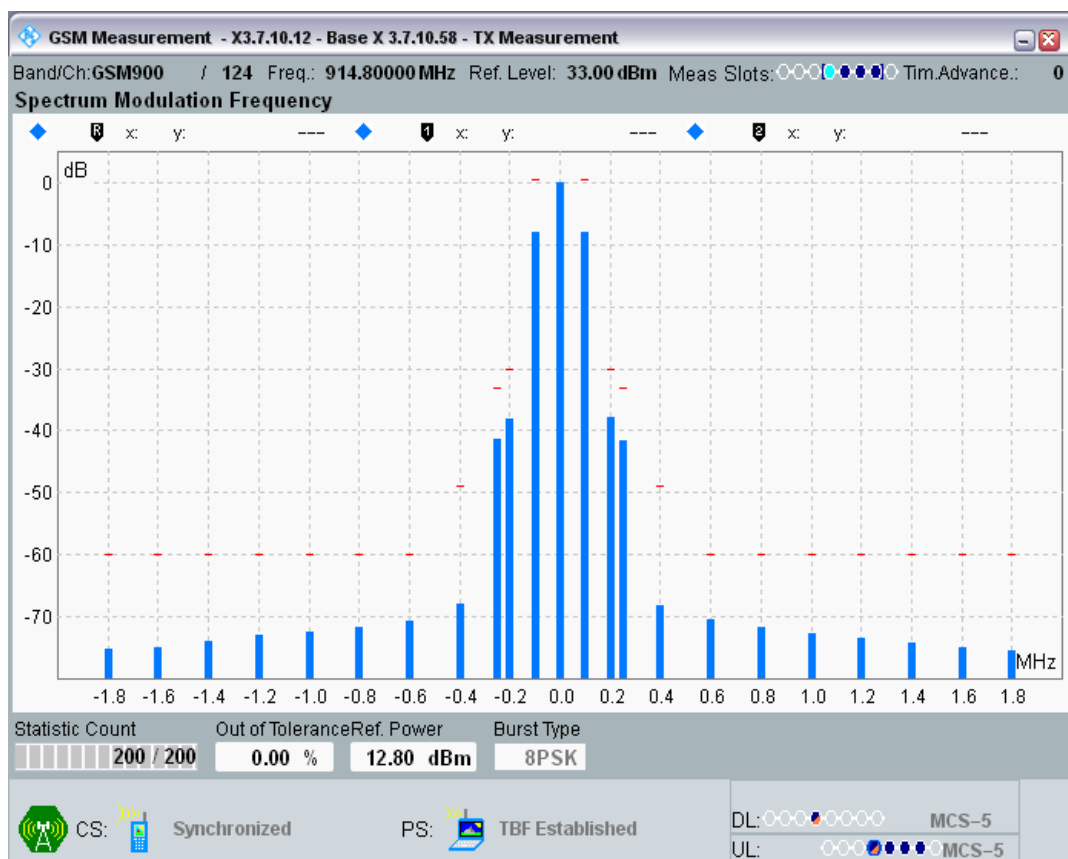 GSM Measurement - X3.7.10.12 - Base X 3.7.10.58 - TX Measurement
Band/Ch:GSM900 / 124 Freq.: 914.80000 MHz Ref. Level: 33.00 dBm Meas Slots: Tim.Advance.: 0
Spectrum Modulation Frequency
R x: y: --- 1 x: y: --- 2 x: y: ---
dB
0
-10
-20
-30
-40
-50
-60
-70
MHz
-1.8 -1.6 -1.4 -1.2 -1.0 -0.8 -0.6 -0.4 -0.2 0.0 0.2 0.4 0.6 0.8 1.0 1.2 1.4 1.6 1.8
Statistic Count Out of Tolerance Ref. Power Burst Type
200 / 200 0.00 % 12.80 dBm 8PSK
CS: Synchronized PS: TBF Established DL: MCS-5
UL: MCS-5